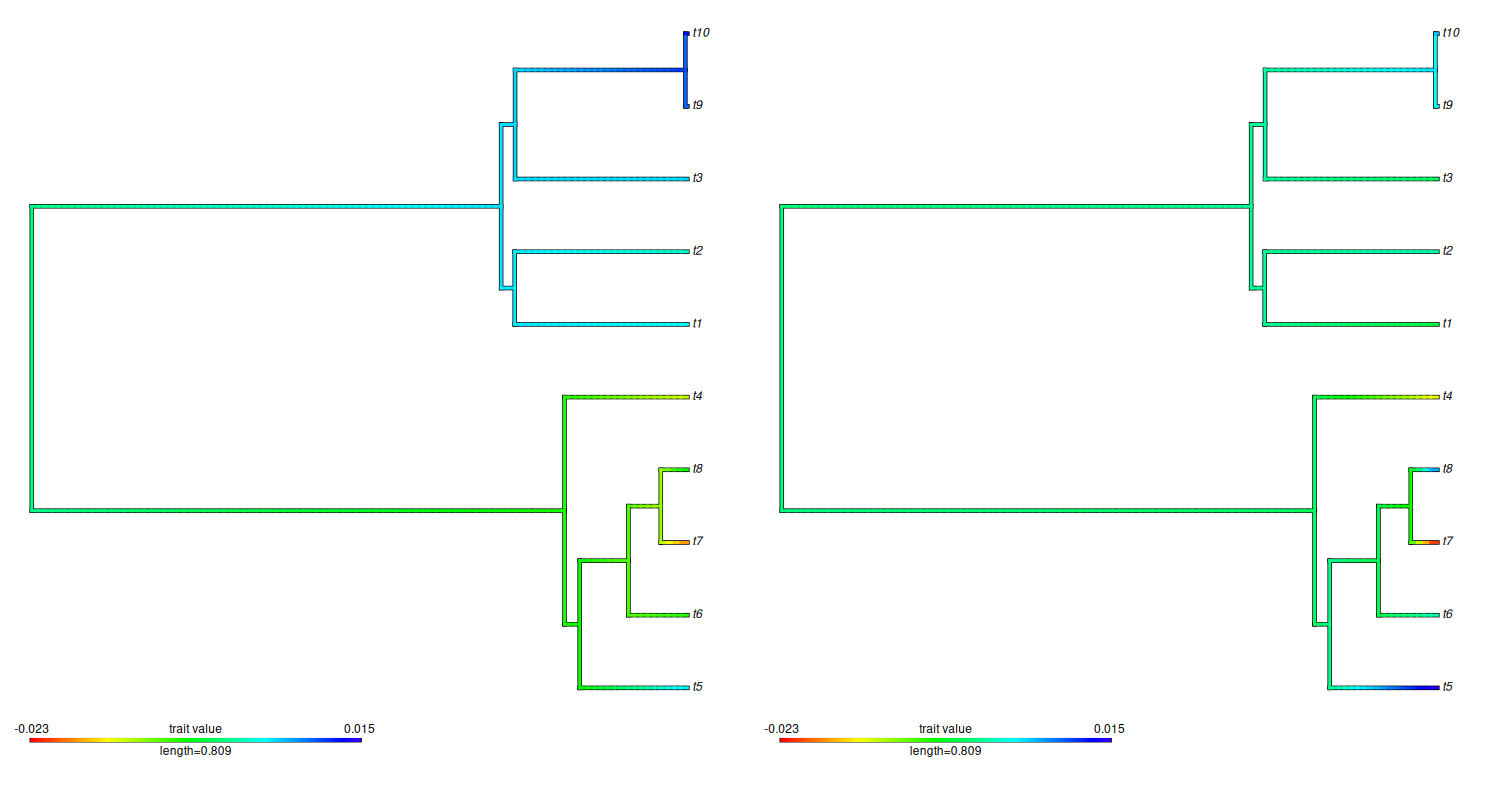 t10
t9
t3
t2
t1
t4
t8
t7
t6
t5
-0.023 trait value 0.015
length=0.809
t10
t9
t3
t2
t1
t4
t8
t7
t6
t5
-0.023 trait value 0.015
length=0.809